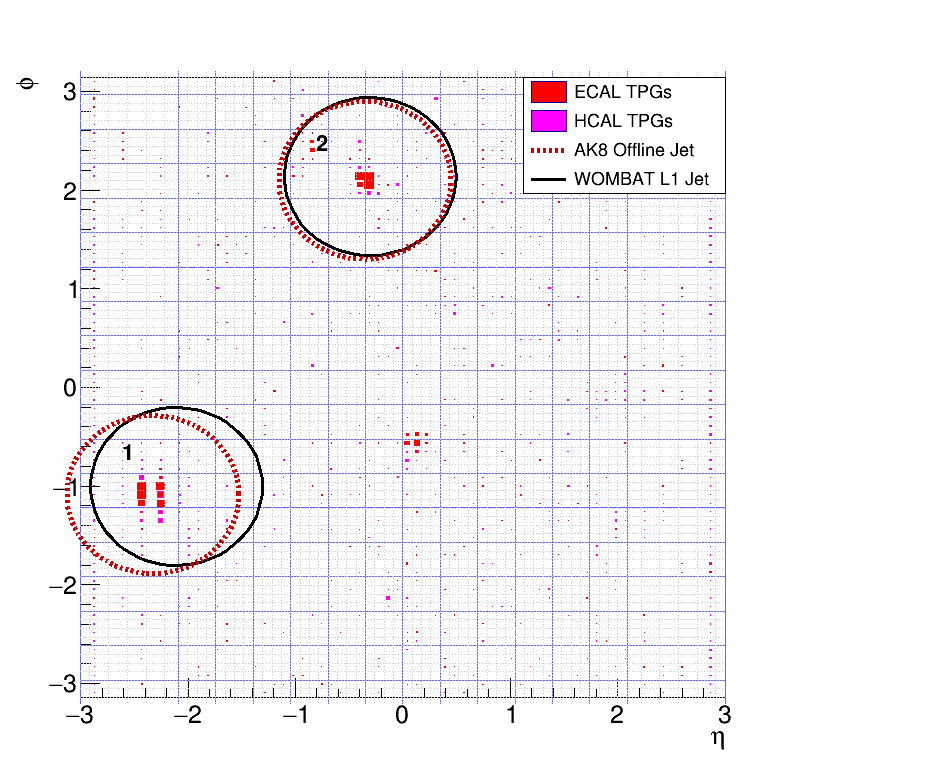 φ
3
2
1
0
−1
−2
−3
ECAL TPGs
HCAL TPGs
AK8 Offline Jet
WOMBAT L1 Jet
2
1
−3 −2 −1 0 1 2 3
η